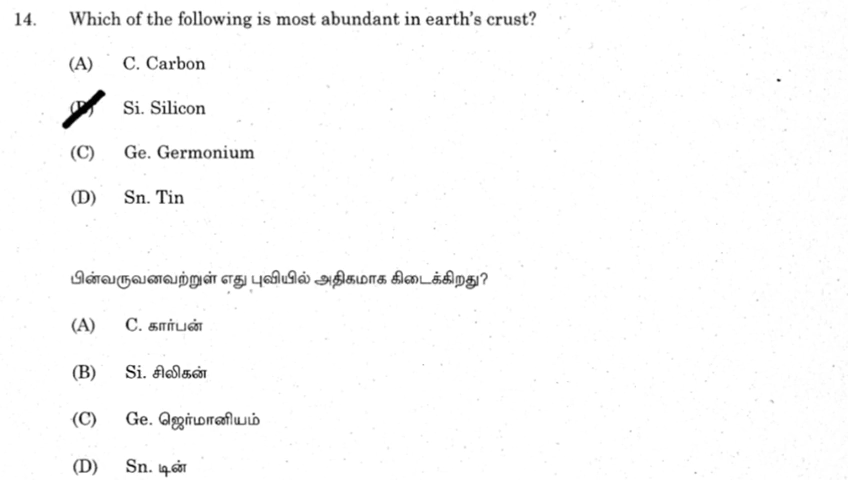 14. Which of the following is most abundant in earth's crust?
(A) C. Carbon
(B) Si. Silicon
(C) Ge. Germonium
(D) Sn. Tin
பின்வருவனவற்றுள் எது புவியில் அதிகமாக கிடைக்கிறது?
(A) C. கார்பன்
(B) Si. சிலிகன்
(C) Ge. ஜெர்மானியம்
(D) Sn. டின்